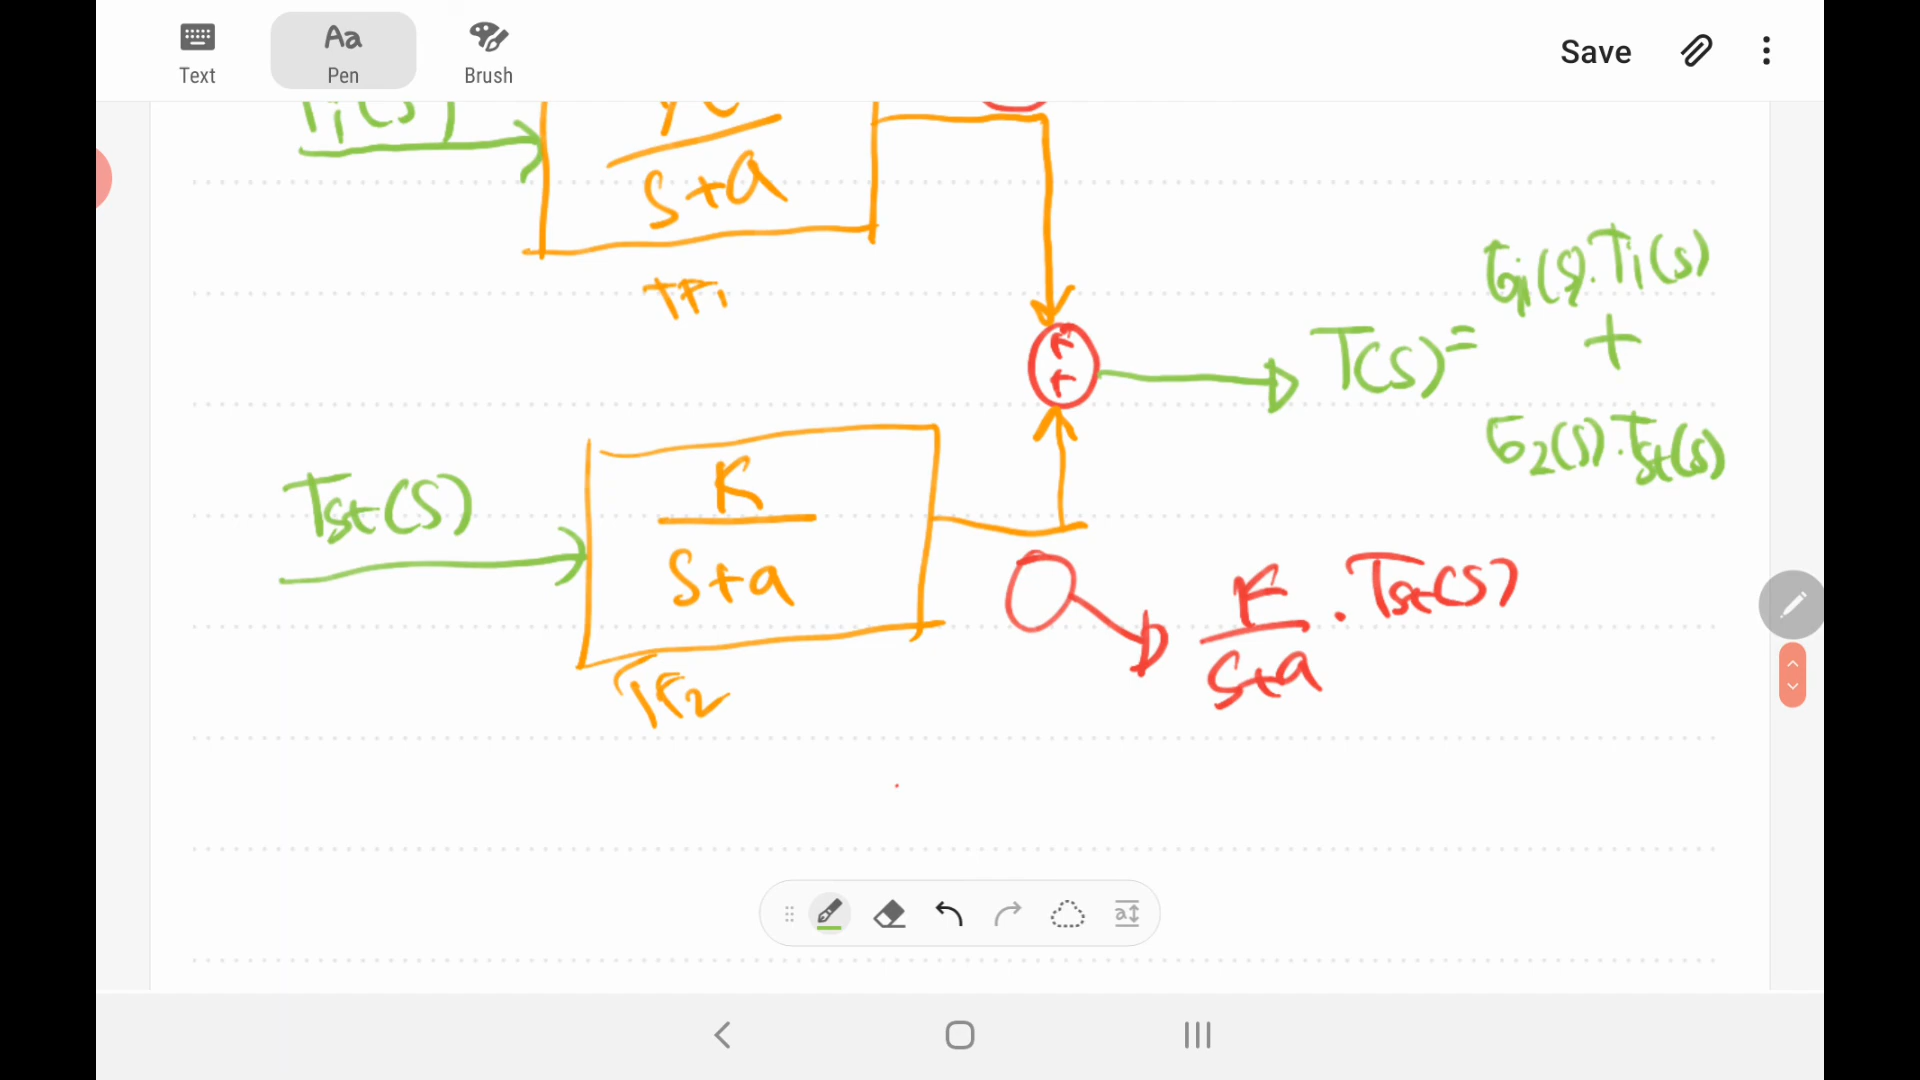 Text
Pen
Brush
Save
Ti(s)
s+a
TF1
G1(s).Ti(s)
+
T(s)=
G2(s).Tst(s)
Tst(s)
K
s+a
TF2
K
s+a
.Tst(s)